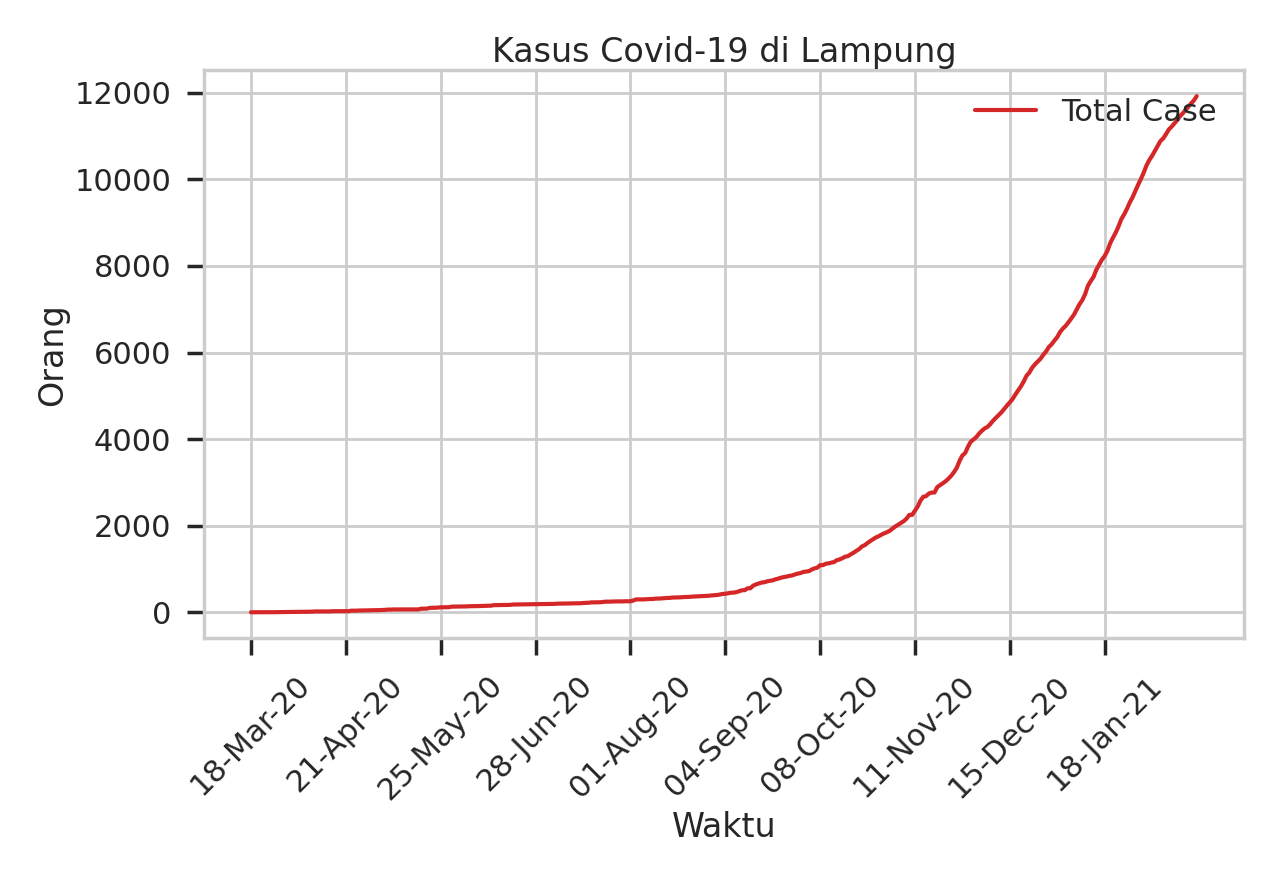 Kasus Covid-19 di Lampung
12000
10000
8000
6000
4000
2000
0
Orang
Total Case
18-Mar-20
21-Apr-20
25-May-20
28-Jun-20
01-Aug-20
04-Sep-20
08-Oct-20
11-Nov-20
15-Dec-20
18-Jan-21
Waktu